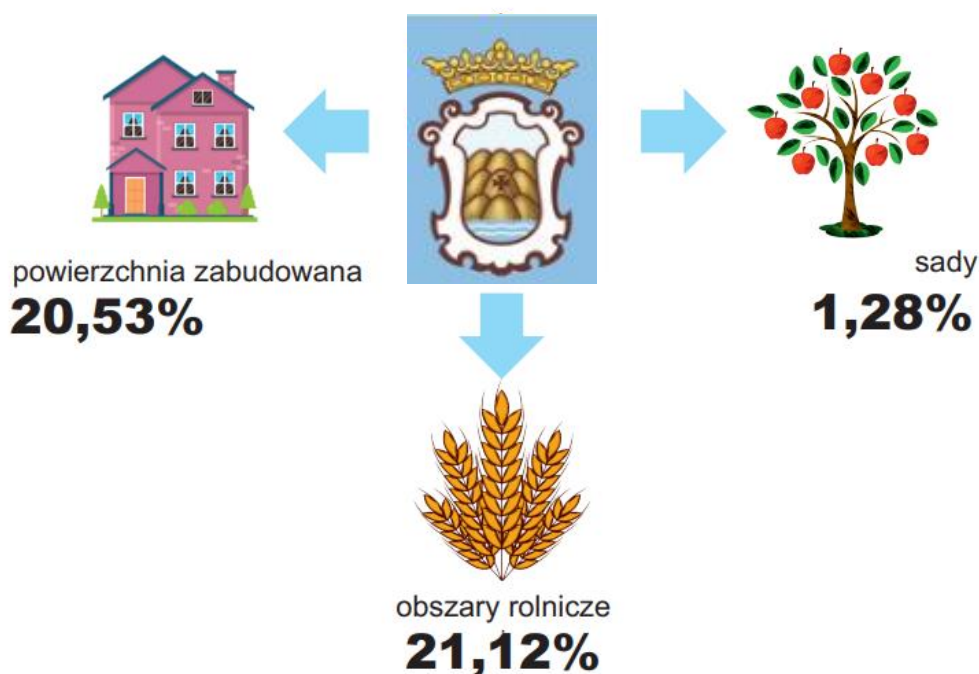 powierzchnia zabudowana
20,53%
sady
1,28%
obszary rolnicze
21,12%